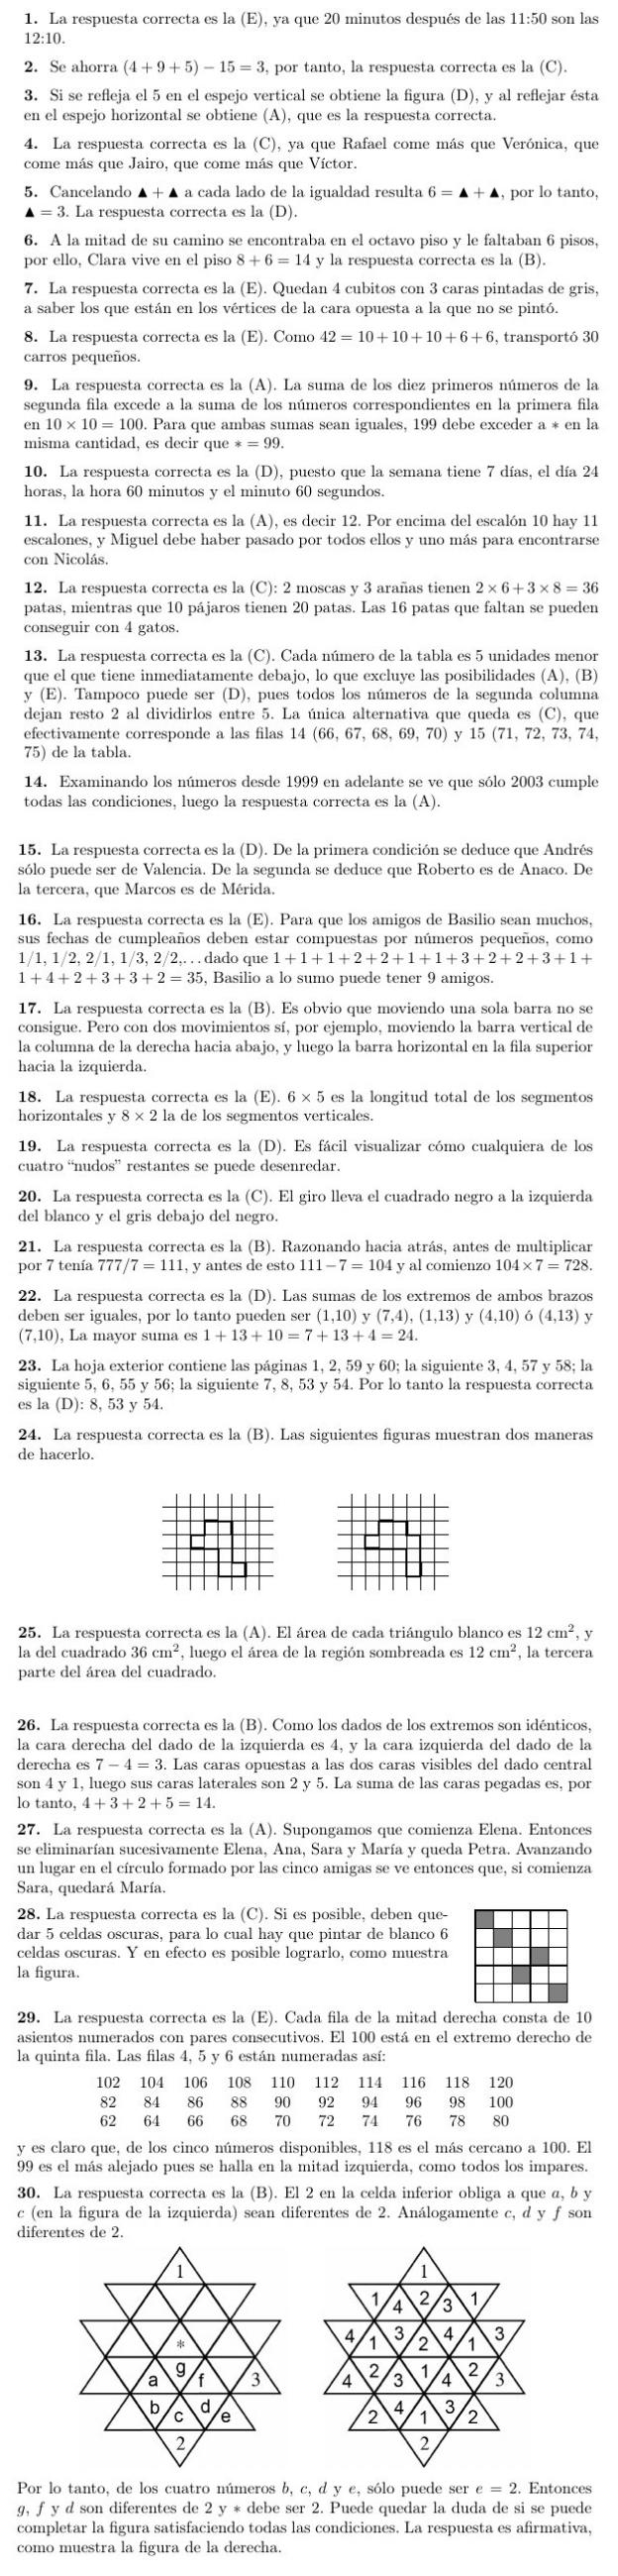 1. La respuesta correcta es la (E), ya que 20 minutos después de las 11:50 son las
12:10.
2. Se ahorra (4 + 9 + 5) − 15 = 3, por tanto, la respuesta correcta es la (C).
3. Si se refleja el 5 en el espejo vertical se obtiene la figura (D), y al reflejar ésta
en el espejo horizontal se obtiene (A), que es la respuesta correcta.
4. La respuesta correcta es la (C), ya que Rafael come más que Verónica, que
come más que Jairo, que come más que Víctor.
5. Cancelando ▲ + ▲ a cada lado de la igualdad resulta 6 = ▲ + ▲, por lo tanto,
▲ = 3. La respuesta correcta es la (D).
6. A la mitad de su camino se encontraba en el octavo piso y le faltaban 6 pisos,
por ello, Clara vive en el piso 8 + 6 = 14 y la respuesta correcta es la (B).
7. La respuesta correcta es la (E). Quedan 4 cubitos con 3 caras pintadas de gris,
a saber los que están en los vértices de la cara opuesta a la que no se pintó.
8. La respuesta correcta es la (E). Como 42 = 10 + 10 + 10 + 6 + 6, transportó 30
carros pequeños.
9. La respuesta correcta es la (A). La suma de los diez primeros números de la
segunda fila excede a la suma de los números correspondientes en la primera fila
en 10 × 10 = 100. Para que ambas sumas sean iguales, 199 debe exceder a ∗ en la
misma cantidad, es decir que ∗ = 99.
10. La respuesta correcta es la (D), puesto que la semana tiene 7 días, el día 24
horas, la hora 60 minutos y el minuto 60 segundos.
11. La respuesta correcta es la (A), es decir 12. Por encima del escalón 10 hay 11
escalones, y Miguel debe haber pasado por todos ellos y uno más para encontrarse
con Nicolás.
12. La respuesta correcta es la (C): 2 moscas y 3 arañas tienen 2 × 6 + 3 × 8 = 36
patas, mientras que 10 pájaros tienen 20 patas. Las 16 patas que faltan se pueden
conseguir con 4 gatos.
13. La respuesta correcta es la (C). Cada número de la tabla es 5 unidades menor
que el que tiene inmediatamente debajo, lo que excluye las posibilidades (A), (B)
y (E). Tampoco puede ser (D), pues todos los números de la segunda columna
dejan resto 2 al dividirlos entre 5. La única alternativa que queda es (C), que
efectivamente corresponde a las filas 14 (66, 67, 68, 69, 70) y 15 (71, 72, 73, 74,
75) de la tabla.
14. Examinando los números desde 1999 en adelante se ve que sólo 2003 cumple
todas las condiciones, luego la respuesta correcta es la (A).
15. La respuesta correcta es la (D). De la primera condición se deduce que Andrés
sólo puede ser de Valencia. De la segunda se deduce que Roberto es de Anaco. De
la tercera, que Marcos es de Mérida.
16. La respuesta correcta es la (E). Para que los amigos de Basilio sean muchos,
sus fechas de cumpleaños deben estar compuestas por números pequeños, como
1/1, 1/2, 2/1, 1/3, 2/2,. . . dado que 1 + 1 + 1 + 2 + 2 + 1 + 1 + 3 + 2 + 2 + 3 + 1 +
1 + 4 + 2 + 3 + 3 + 2 = 35, Basilio a lo sumo puede tener 9 amigos.
17. La respuesta correcta es la (B). Es obvio que moviendo una sola barra no se
consigue. Pero con dos movimientos sí, por ejemplo, moviendo la barra vertical de
la columna de la derecha hacia abajo, y luego la barra horizontal en la fila superior
hacia la izquierda.
18. La respuesta correcta es la (E). 6 × 5 es la longitud total de los segmentos
horizontales y 8 × 2 la de los segmentos verticales.
19. La respuesta correcta es la (D). Es fácil visualizar cómo cualquiera de los
cuatro “nudos” restantes se puede desenredar.
20. La respuesta correcta es la (C). El giro lleva el cuadrado negro a la izquierda
del blanco y el gris debajo del negro.
21. La respuesta correcta es la (B). Razonando hacia atrás, antes de multiplicar
por 7 tenía 777/7 = 111, y antes de esto 111 − 7 = 104 y al comienzo 104 × 7 = 728.
22. La respuesta correcta es la (D). Las sumas de los extremos de ambos brazos
deben ser iguales, por lo tanto pueden ser (1,10) y (7,4), (1,13) y (4,10) ó (4,13) y
(7,10), La mayor suma es 1 + 13 + 10 = 7 + 13 + 4 = 24.
23. La hoja exterior contiene las páginas 1, 2, 59 y 60; la siguiente 3, 4, 57 y 58; la
siguiente 5, 6, 55 y 56; la siguiente 7, 8, 53 y 54. Por lo tanto la respuesta correcta
es la (D): 8, 53 y 54.
24. La respuesta correcta es la (B). Las siguientes figuras muestran dos maneras
de hacerlo.
25. La respuesta correcta es la (A). El área de cada triángulo blanco es 12 cm², y
la del cuadrado 36 cm², luego el área de la región sombreada es 12 cm², la tercera
parte del área del cuadrado.
26. La respuesta correcta es la (B). Como los dados de los extremos son idénticos,
la cara derecha del dado de la izquierda es 4, y la cara izquierda del dado de la
derecha es 7 − 4 = 3. Las caras opuestas a las dos caras visibles del dado central
son 4 y 1, luego sus caras laterales son 2 y 5. La suma de las caras pegadas es, por
lo tanto, 4 + 3 + 2 + 5 = 14.
27. La respuesta correcta es la (A). Supongamos que comienza Elena. Entonces
se eliminarían sucesivamente Elena, Ana, Sara y María y queda Petra. Avanzando
un lugar en el círculo formado por las cinco amigas se ve entonces que, si comienza
Sara, quedará María.
28. La respuesta correcta es la (C). Si es posible, deben que-
dar 5 celdas oscuras, para lo cual hay que pintar de blanco 6
celdas oscuras. Y en efecto es posible lograrlo, como muestra
la figura.
29. La respuesta correcta es la (E). Cada fila de la mitad derecha consta de 10
asientos numerados con pares consecutivos. El 100 está en el extremo derecho de
la quinta fila. Las filas 4, 5 y 6 están numeradas así:
102 104 106 108 110 112 114 116 118 120
82 84 86 88 90 92 94 96 98 100
62 64 66 68 70 72 74 76 78 80
y es claro que, de los cinco números disponibles, 118 es el más cercano a 100. El
99 es el más alejado pues se halla en la mitad izquierda, como todos los impares.
30. La respuesta correcta es la (B). El 2 en la celda inferior obliga a que a, b y
c (en la figura de la izquierda) sean diferentes de 2. Análogamente c, d y f son
diferentes de 2.
1
*
a g f 3
b c d e
2
1
1 4 2 3 1
4 1 3 2 4 1 3
4 2 3 1 4 2 3
2 4 1 3 2
2
Por lo tanto, de los cuatro números b, c, d y e, sólo puede ser e = 2. Entonces
g, f y d son diferentes de 2 y ∗ debe ser 2. Puede quedar la duda de si se puede
completar la figura satisfaciendo todas las condiciones. La respuesta es afirmativa,
como muestra la figura de la derecha.